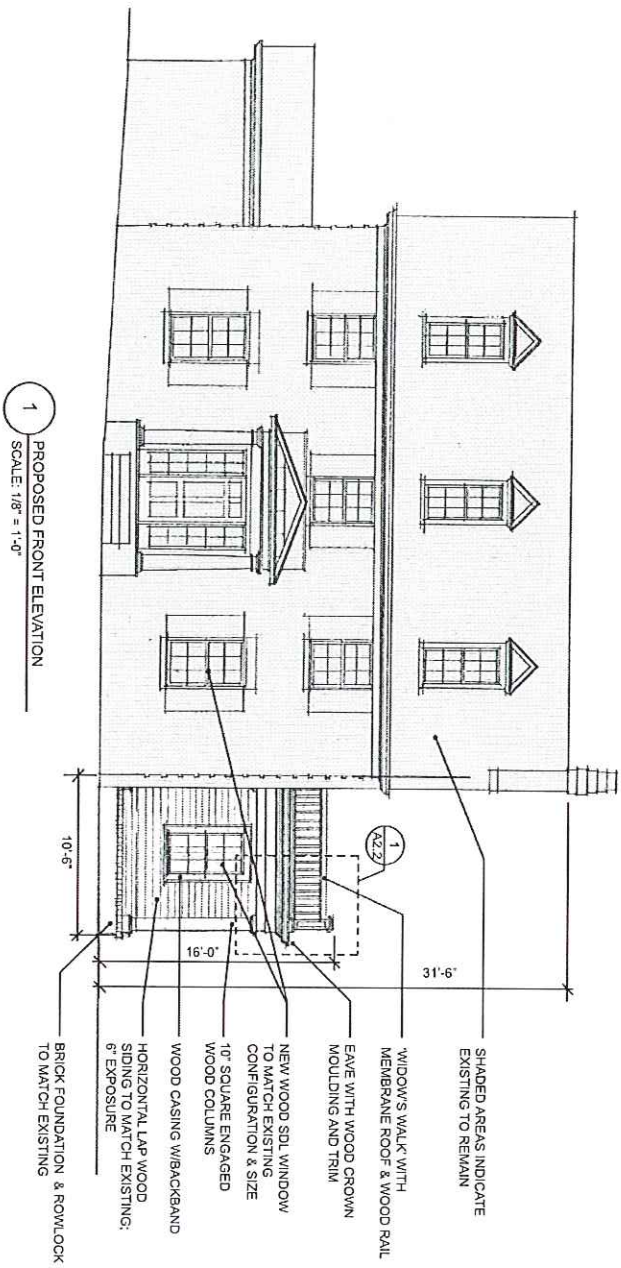 SHADED AREAS INDICATE
EXISTING TO REMAIN
'WIDOW'S WALK' WITH
MEMBRANE ROOF & WOOD RAIL
EAVE WITH WOOD CROWN
MOULDING AND TRIM
NEW WOOD SDL WINDOW
TO MATCH EXISTING
CONFIGURATION & SIZE
10" SQUARE ENGAGED
WOOD COLUMNS
WOOD CASING W/BACKBAND
HORIZONTAL LAP WOOD
SIDING TO MATCH EXISTING;
6" EXPOSURE
BRICK FOUNDATION & ROWLOCK
TO MATCH EXISTING
31'-6"
16'-0"
10'-6"
1
A2.2
1
PROPOSED FRONT ELEVATION
SCALE: 1/8" = 1'-0"